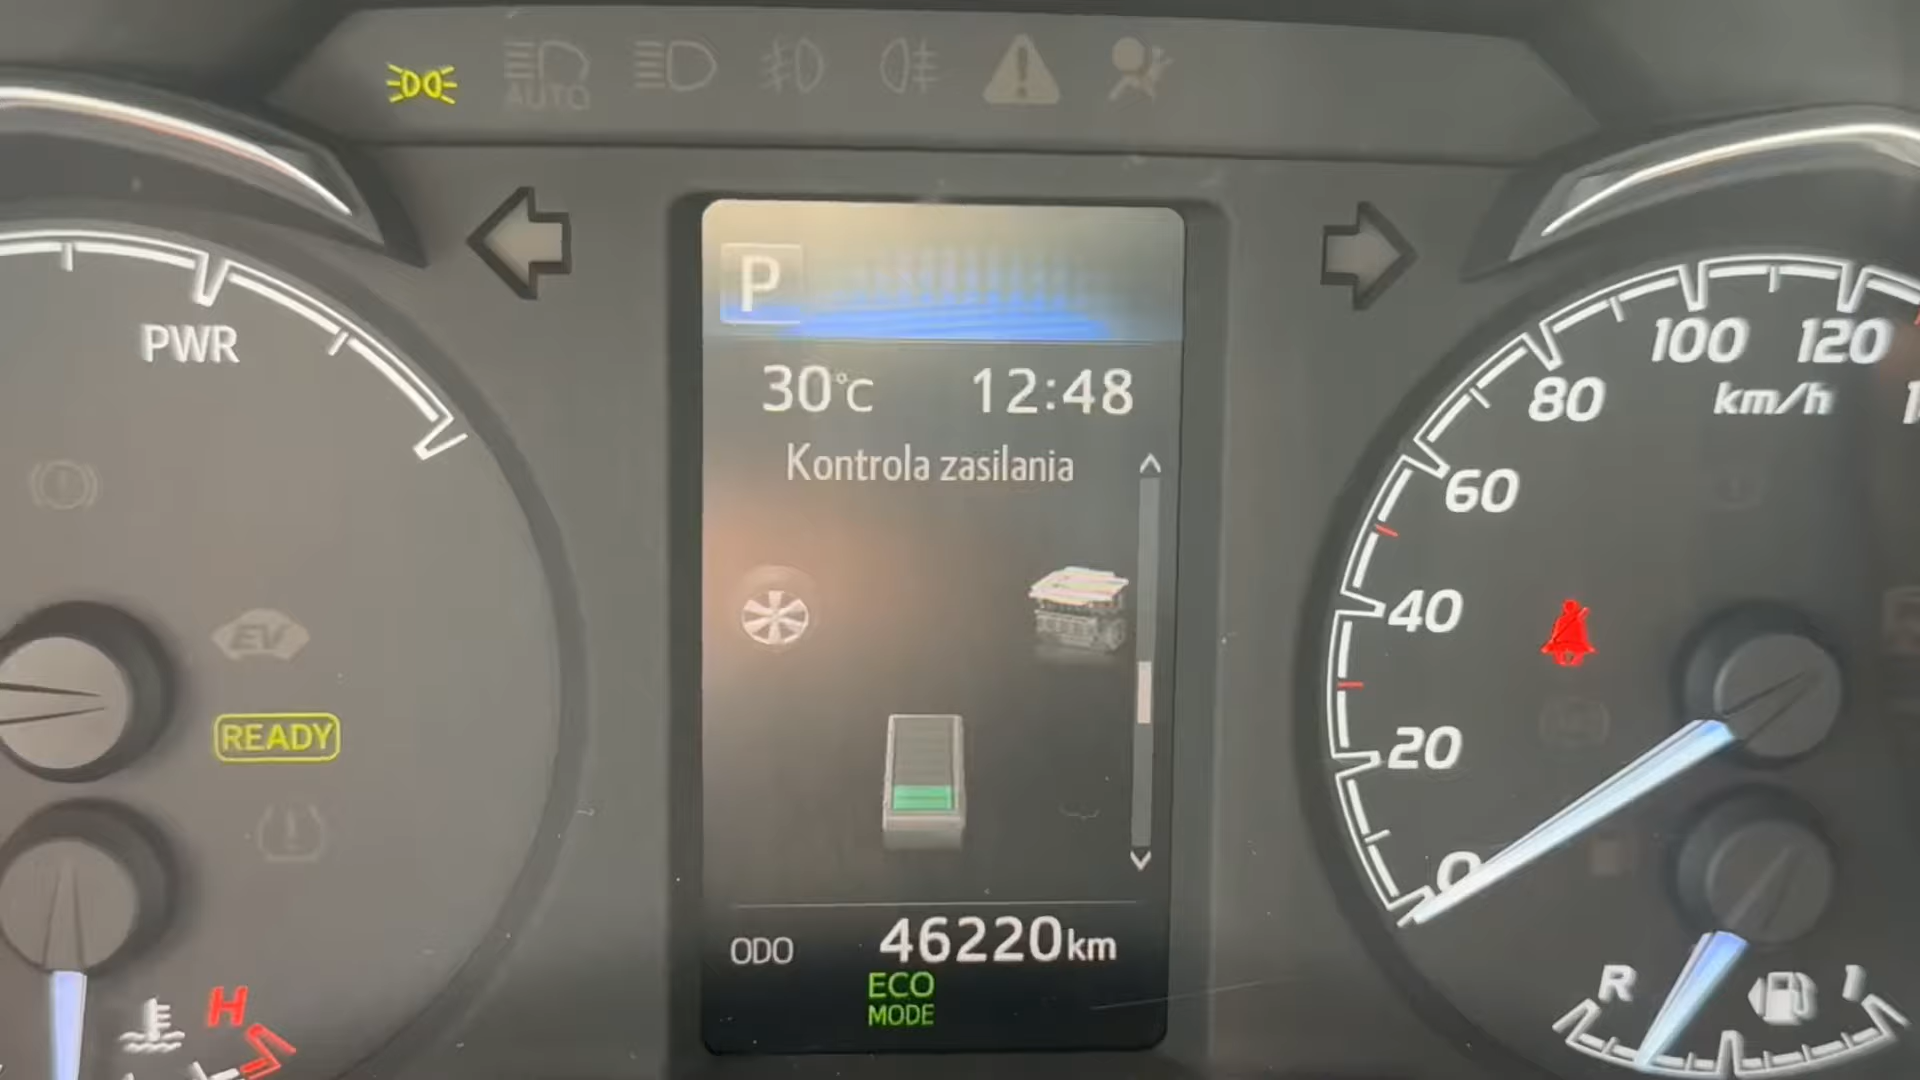 AUTO
P
30°C 12:48
PWR
Kontrola zasilania
100
120
80
km/h
60
40
EV
READY
20
0
ODO 46220km
ECO
MODE
H
R
1